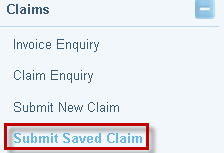 Claims
Invoice Enquiry
Claim Enquiry
Submit New Claim
Submit Saved Claim